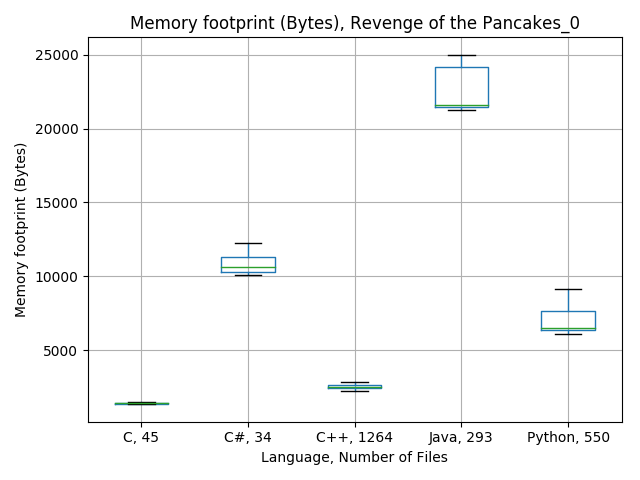 Memory footprint (Bytes), Revenge of the Pancakes_0
25000
20000
15000
10000
5000
Memory footprint (Bytes)
C, 45
C#, 34
C++, 1264
Java, 293
Python, 550
Language, Number of Files